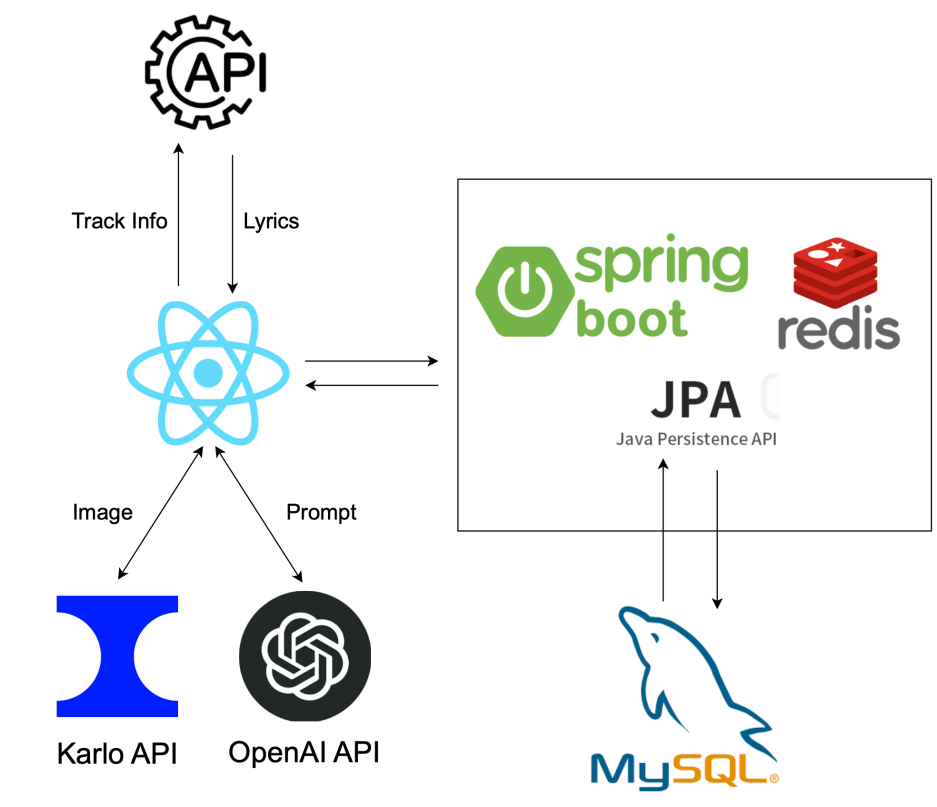 API
Track Info
Lyrics
spring
boot
redis
JPA
Java Persistence API
Image
Prompt
Karlo API
OpenAI API
MySQL®